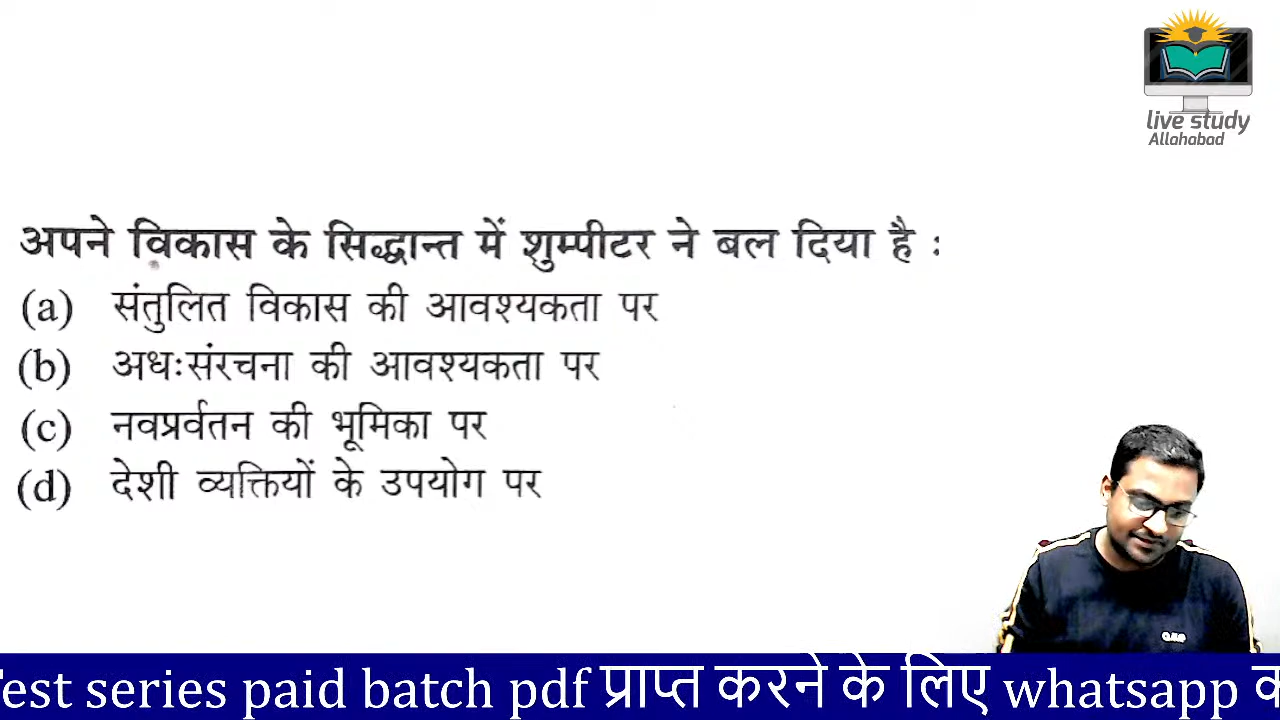 live study
Allahabad
अपने विकास के सिद्धान्त में शुम्पीटर ने बल दिया है :
(a) संतुलित विकास की आवश्यकता पर
(b) अधःसंरचना की आवश्यकता पर
(c) नवप्रर्वतन की भूमिका पर
(d) देशी व्यक्तियों के उपयोग पर
Test series paid batch pdf प्राप्त करने के लिए whatsapp